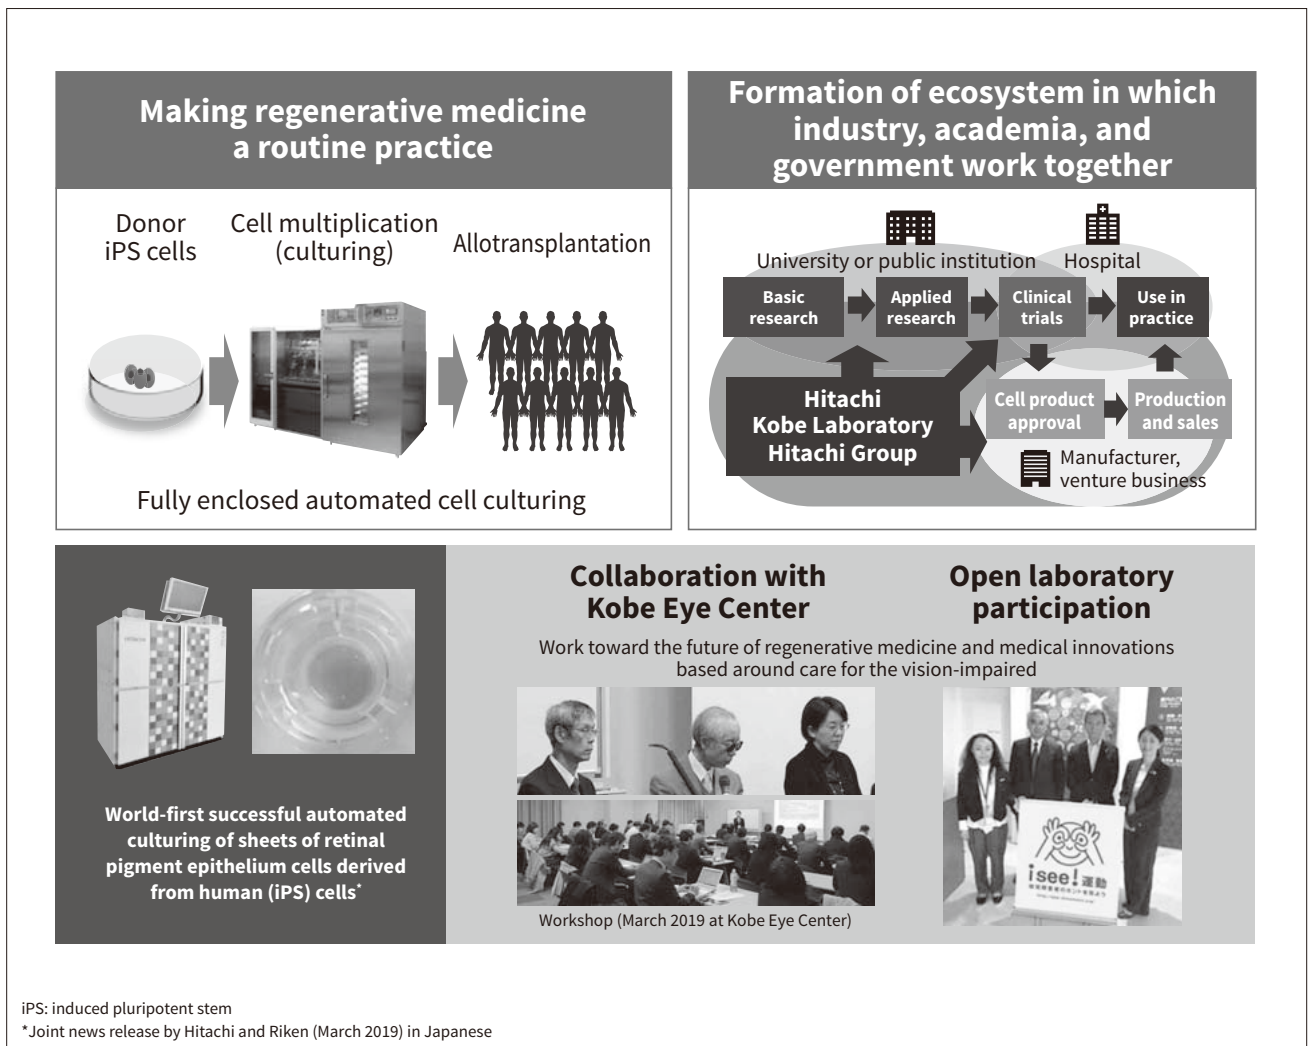 Making regenerative medicine
a routine practice
Donor
iPS cells
Cell multiplication
(culturing)
Allotransplantation
Fully enclosed automated cell culturing
Formation of ecosystem in which
industry, academia, and
government work together
University or public institution
Hospital
Basic
research
Applied
research
Clinical
trials
Use in
practice
Hitachi
Kobe Laboratory
Hitachi Group
Cell product
approval
Production
and sales
Manufacturer,
venture business
World-first successful automated
culturing of sheets of retinal
pigment epithelium cells derived
from human (iPS) cells*
Collaboration with
Kobe Eye Center
Open laboratory
participation
Work toward the future of regenerative medicine and medical innovations
based around care for the vision-impaired
Workshop (March 2019 at Kobe Eye Center)
isee! 運動
iPS: induced pluripotent stem
*Joint news release by Hitachi and Riken (March 2019) in Japanese